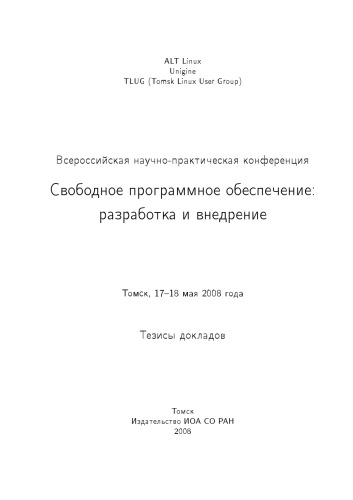 ALT Linux
Unigine
TLUG (Tomsk Linux User Group)
Всероссийская научно-практическая конференция
Свободное программное обеспечение:
разработка и внедрение
Томск, 17–18 мая 2008 года
Тезисы докладов
Томск
Издательство ИОА СО РАН
2008